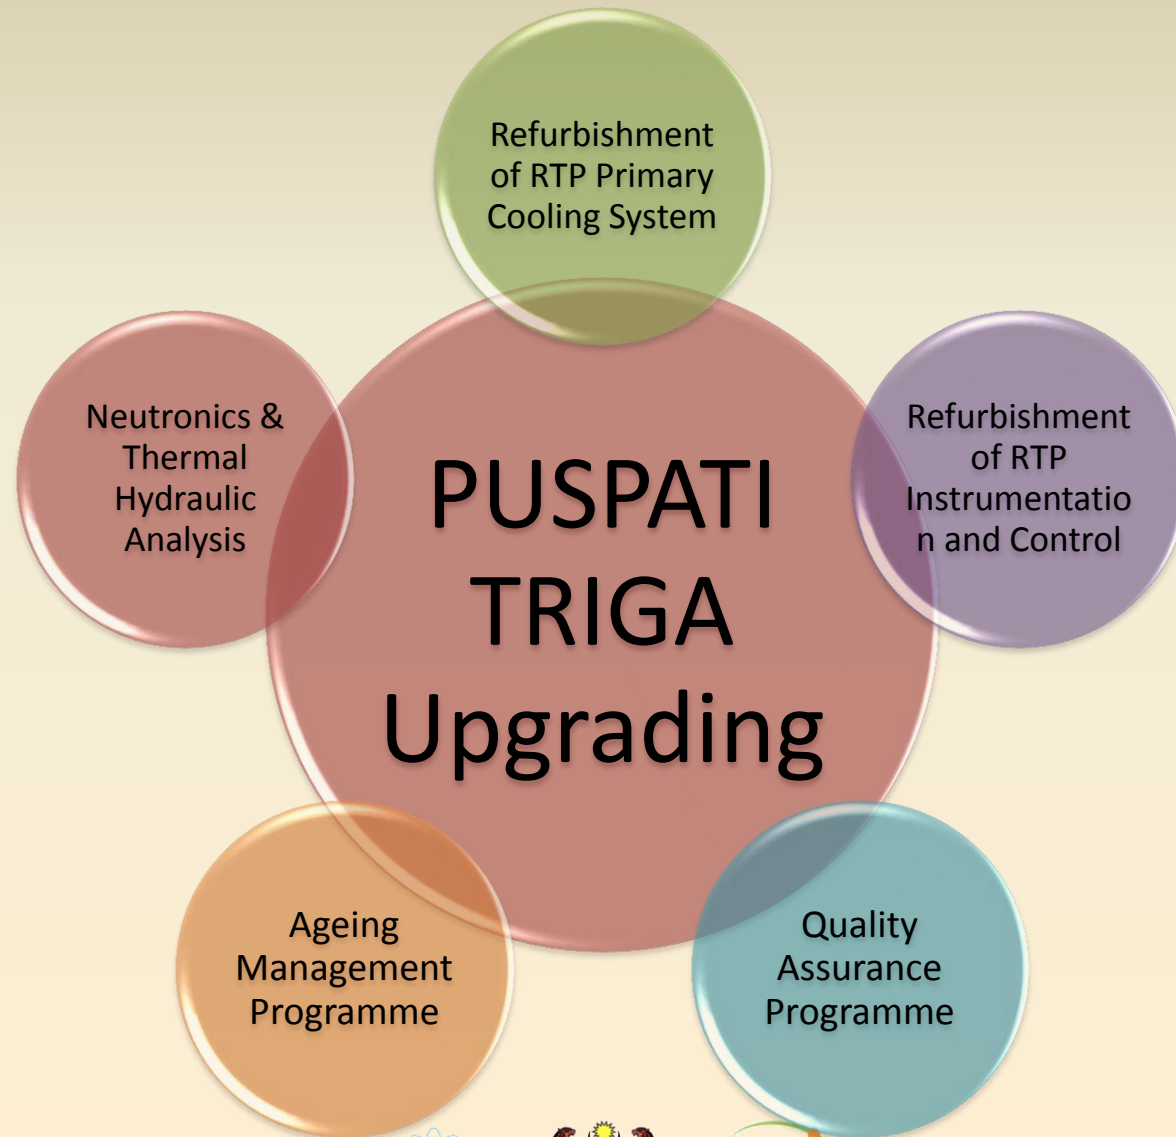 Refurbishment
of RTP Primary
Cooling System
Neutronics &
Thermal
Hydraulic
Analysis
PUSPATI
TRIGA
Upgrading
Refurbishment
of RTP
Instrumentatio
n and Control
Ageing
Management
Programme
Quality
Assurance
Programme